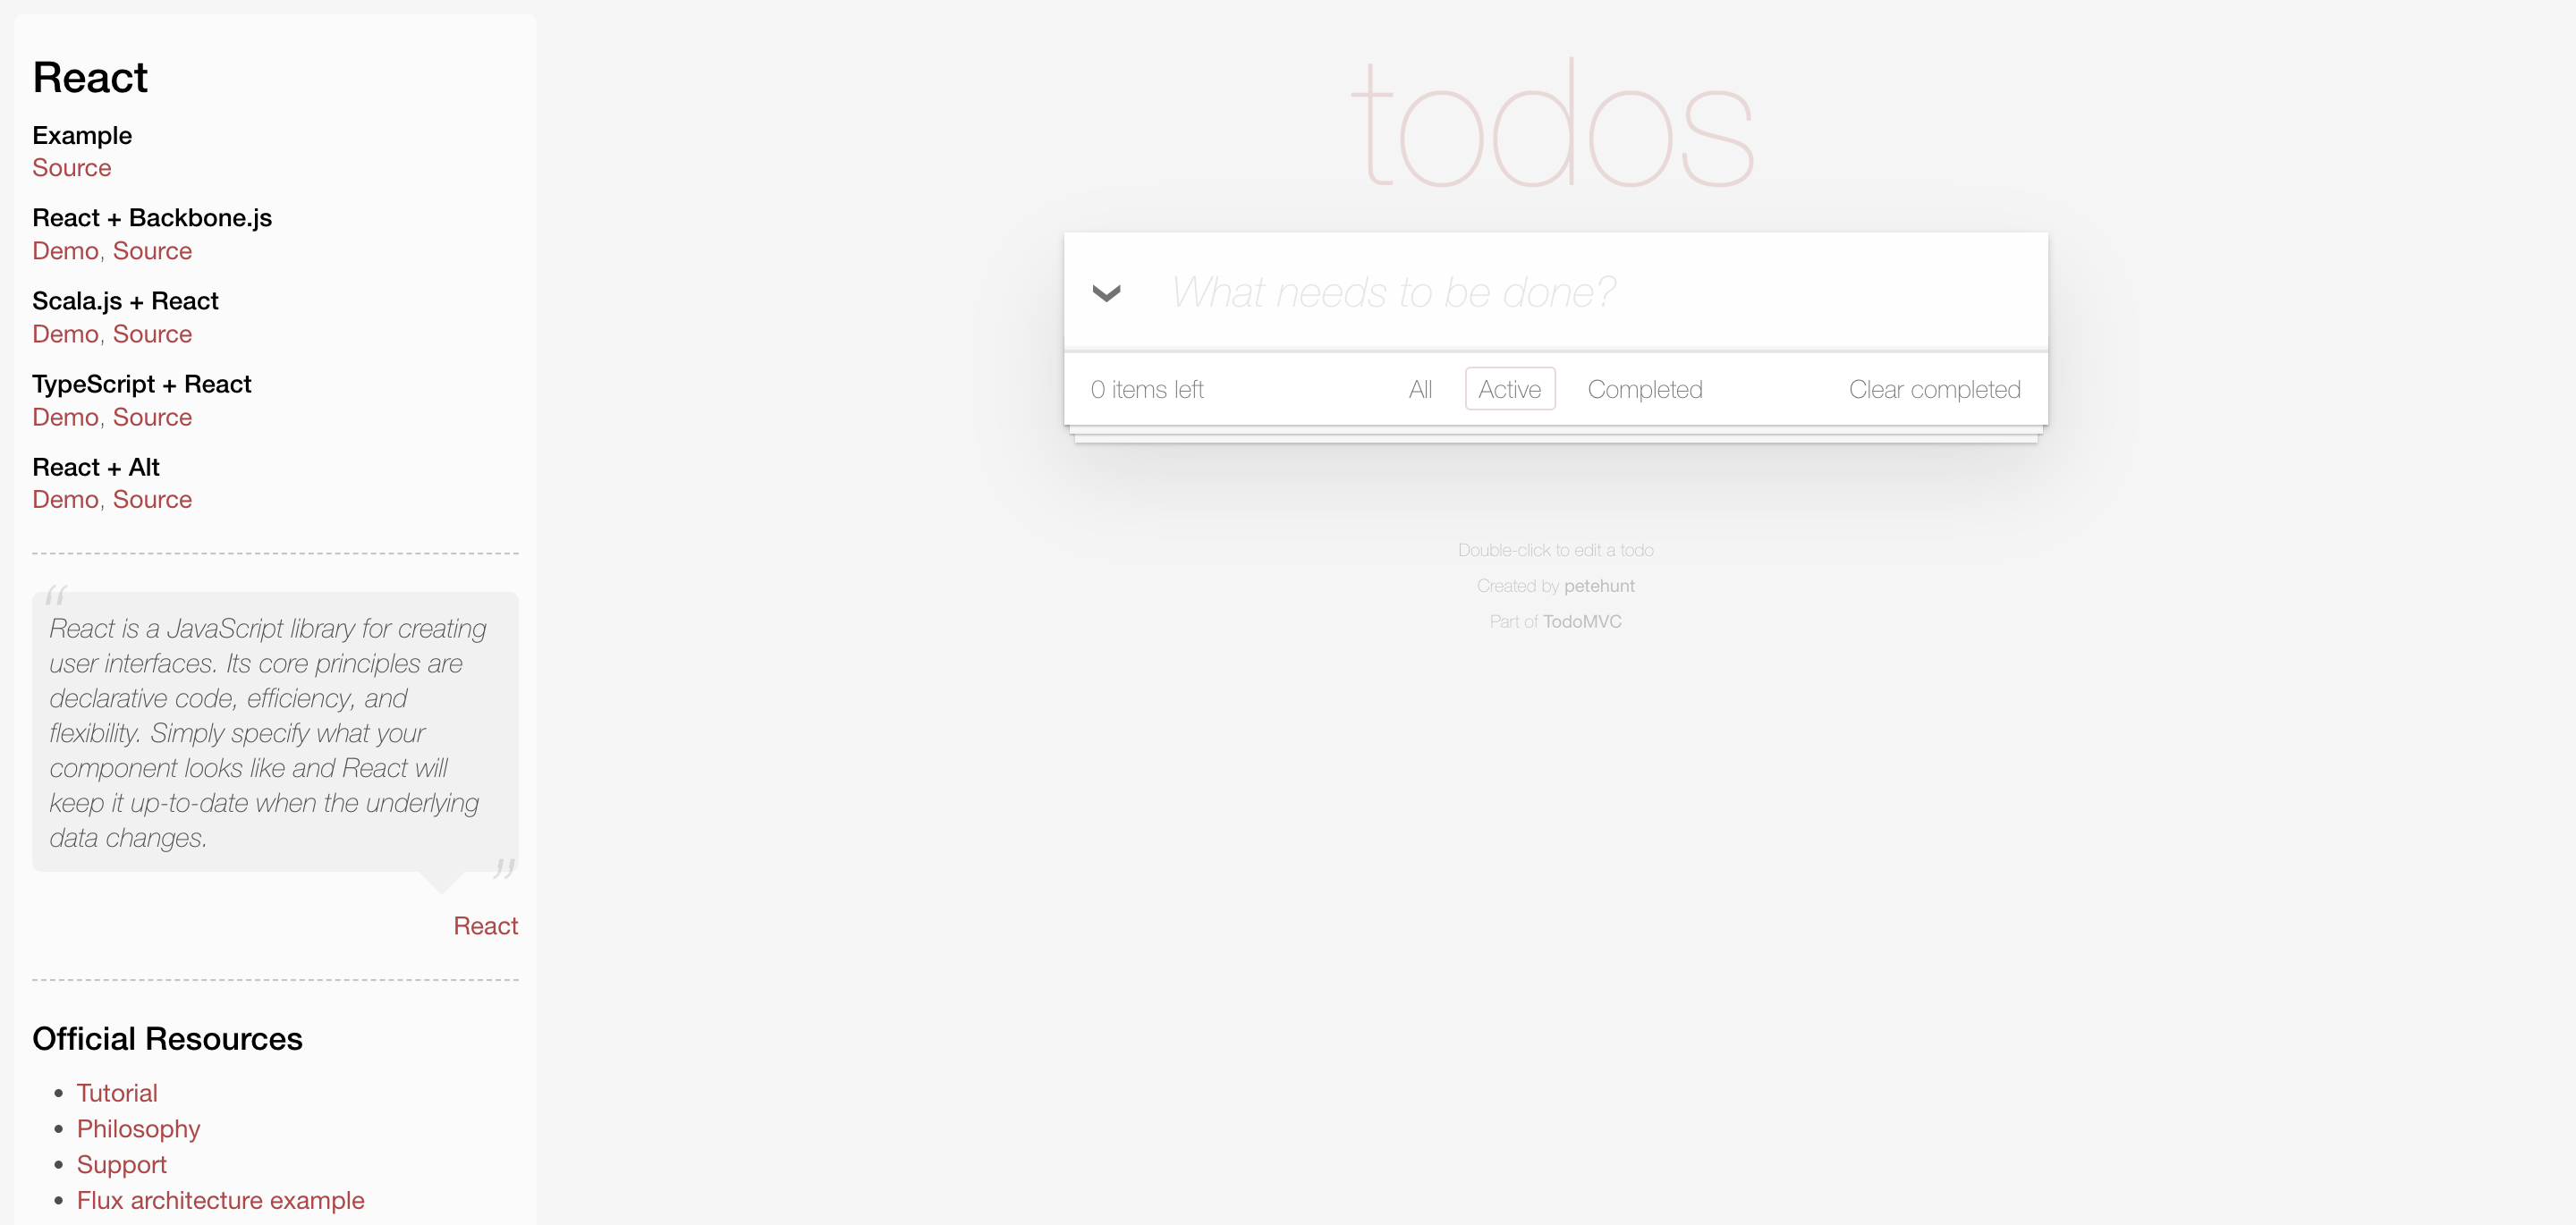 React
Example
Source
React + Backbone.js
Demo, Source
Scala.js + React
Demo, Source
TypeScript + React
Demo, Source
React + Alt
Demo, Source
“
React is a JavaScript library for creating
user interfaces. Its core principles are
declarative code, efficiency, and
flexibility. Simply specify what your
component looks like and React will
keep it up-to-date when the underlying
data changes.
”
React
Official Resources
• Tutorial
• Philosophy
• Support
• Flux architecture example
todos
What needs to be done?
0 items left All Active Completed Clear completed
Double-click to edit a todo
Created by petehunt
Part of TodoMVC